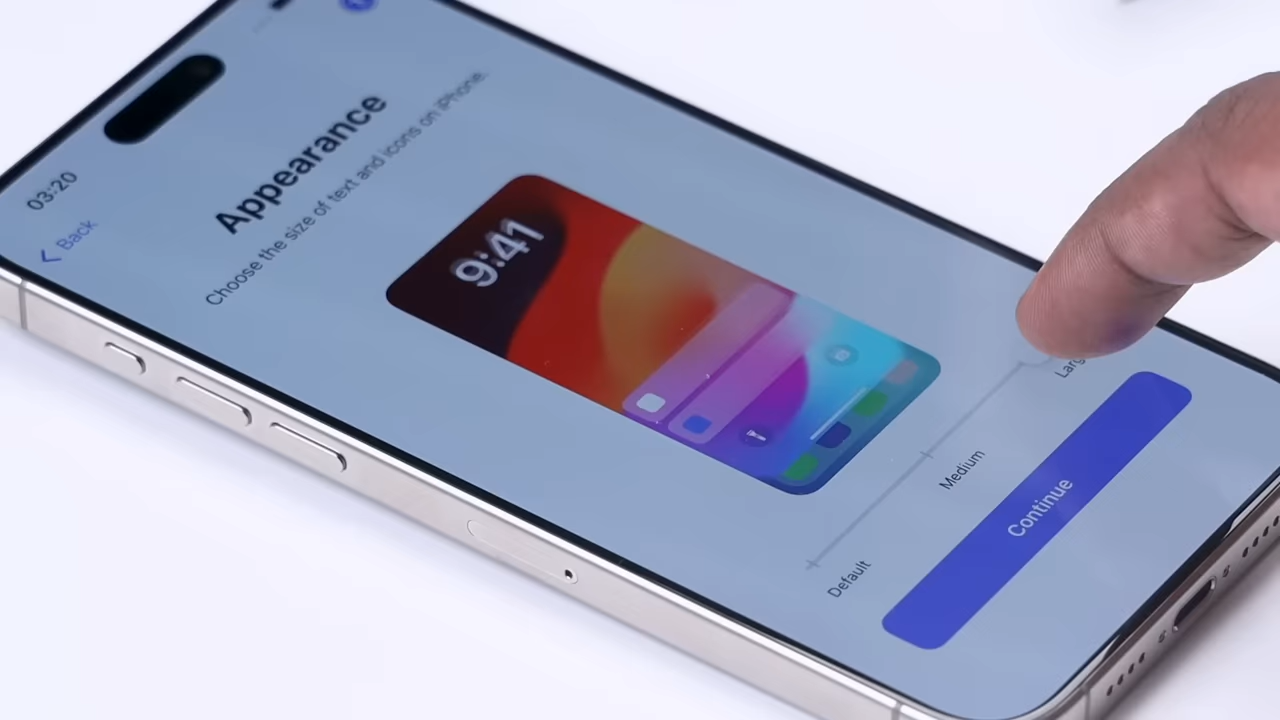 03:20
Back
Appearance
Choose the size of text and icons on iPhone.
9:41
Default
Medium
Continue